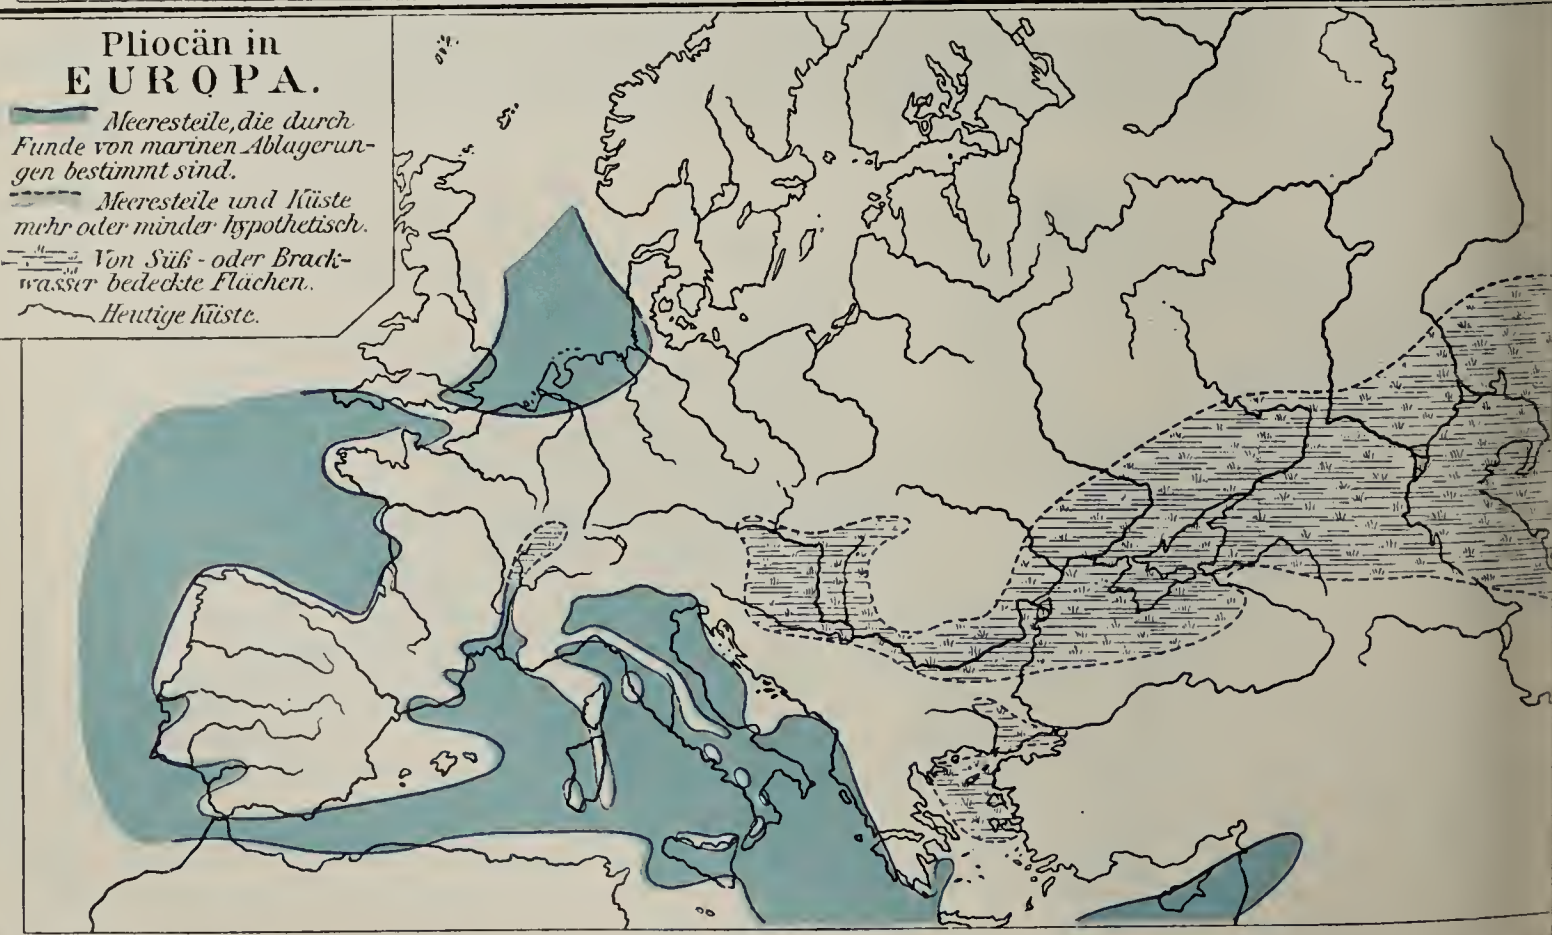 Pliocän in
EUROPA.
Meeresteile, die durch
Funde von marinen Ablagerun-
gen bestimmt sind.
Meeresteile und Küste
mehr oder minder hypothetisch.
Von Süß- oder Brack-
wasser bedeckte Flächen.
Heutige Küste.